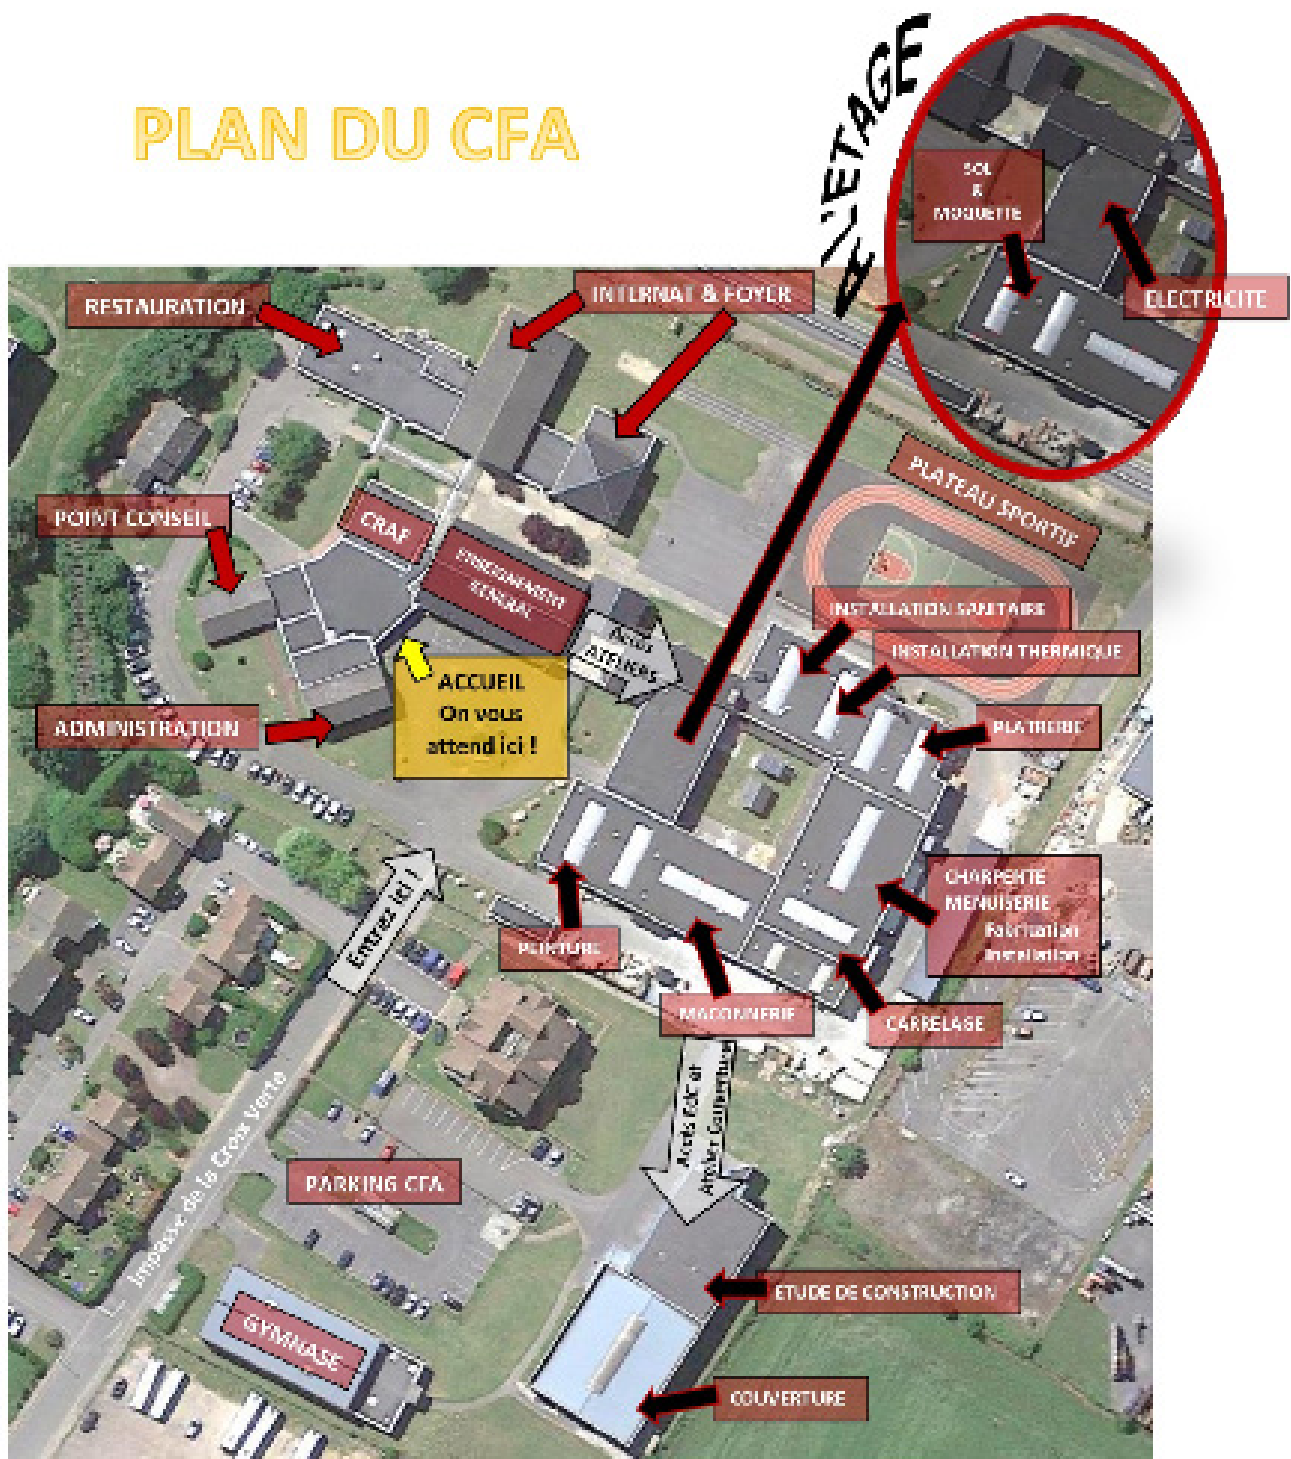 PLAN DU CFA
A L'ETAGE
SOL
&
MOQUETTE
ELECTRICITE
RESTAURATION
INTERNAT & FOYER
PLATEAU SPORTIF
POINT CONSEIL
CRAF
ENSEIGNEMENT
GENERAL
Accès
ATELIERS
INSTALLATION SANITAIRE
INSTALLATION THERMIQUE
ACCUEIL
On vous
attend ici !
ADMINISTRATION
PLATRERIE
Entrez ici !
CHARPENTE
MENUISERIE
Fabrication
Installation
PEINTURE
MACONNERIE
CARRELAGE
Accès EdC et
Atelier Couverture
Impasse de la Croix Verte
PARKING CFA
ETUDE DE CONSTRUCTION
GYMNASE
COUVERTURE